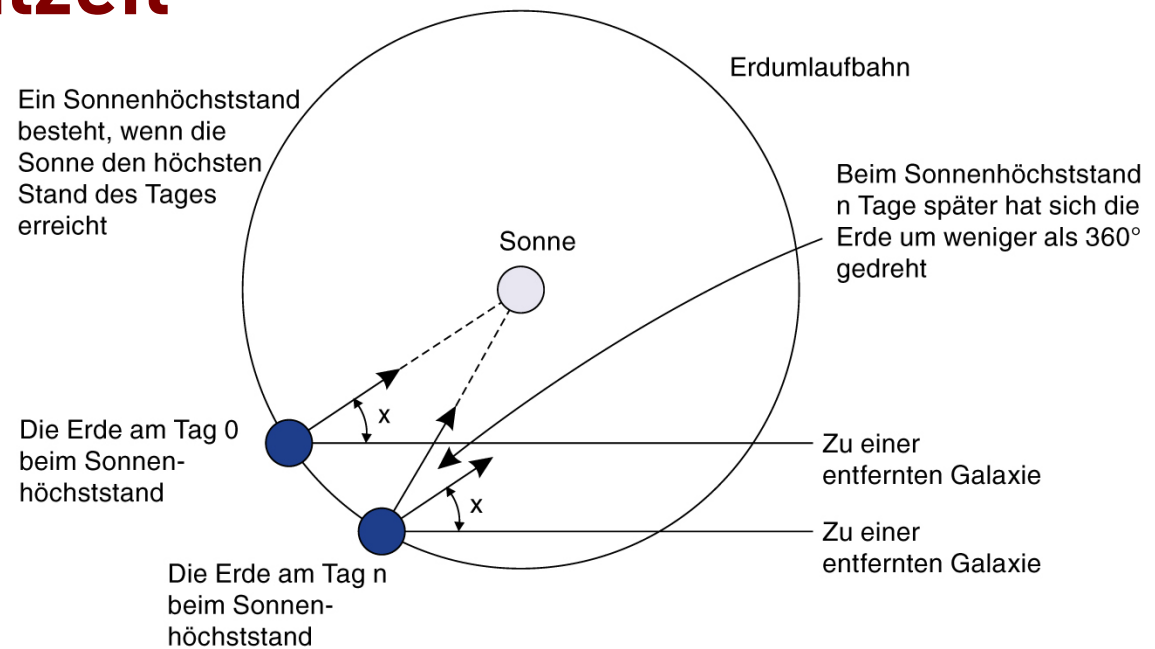 Erdumlaufbahn
Ein Sonnenhöchststand
besteht, wenn die
Sonne den höchsten
Stand des Tages
erreicht
Beim Sonnenhöchststand
n Tage später hat sich die
Erde um weniger als 360°
gedreht
Sonne
x
Die Erde am Tag 0
beim Sonnen-
höchststand
Zu einer
entfernten Galaxie
x
Zu einer
entfernten Galaxie
Die Erde am Tag n
beim Sonnen-
höchststand